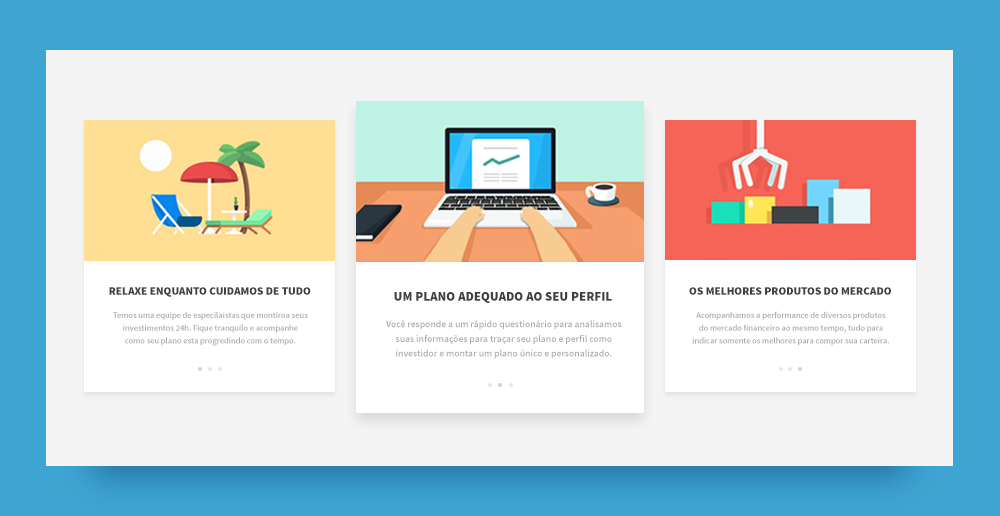 RELAXE ENQUANTO CUIDAMOS DE TUDO
Temos uma equipe de especilaistas que montiroa seus
investimentos 24h. Fique tranquilo e acompanhe
como seu plano esta progredindo com o tempo.
UM PLANO ADEQUADO AO SEU PERFIL
Você responde a um rápido questionário para analisamos
suas informações para traçar seu plano e perfil como
investidor e montar um plano único e personalizado.
OS MELHORES PRODUTOS DO MERCADO
Acompanhamos a performance de diversos produtos
do mercado financeiro ao mesmo tempo, tudo para
indicar somente os melhores para compor sua carteira.